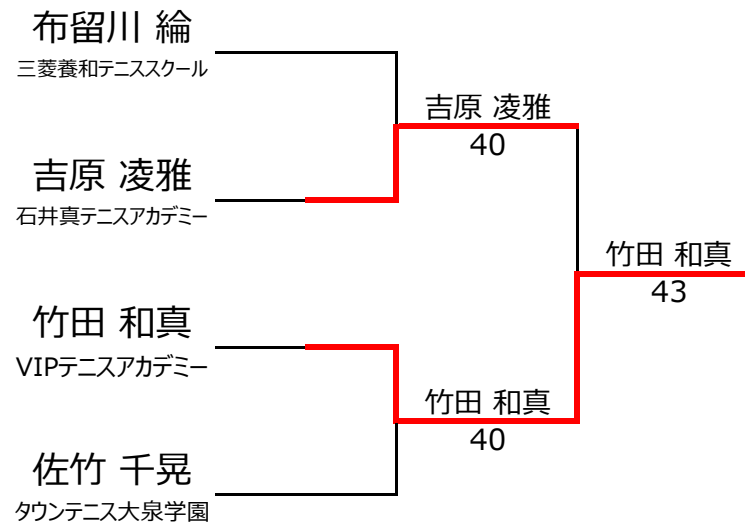 布留川 綸
三菱養和テニススクール
吉原 凌雅
40
吉原 凌雅
石井真テニスアカデミー
竹田 和真
43
竹田 和真
VIPテニスアカデミー
竹田 和真
40
佐竹 千晃
タウンテニス大泉学園